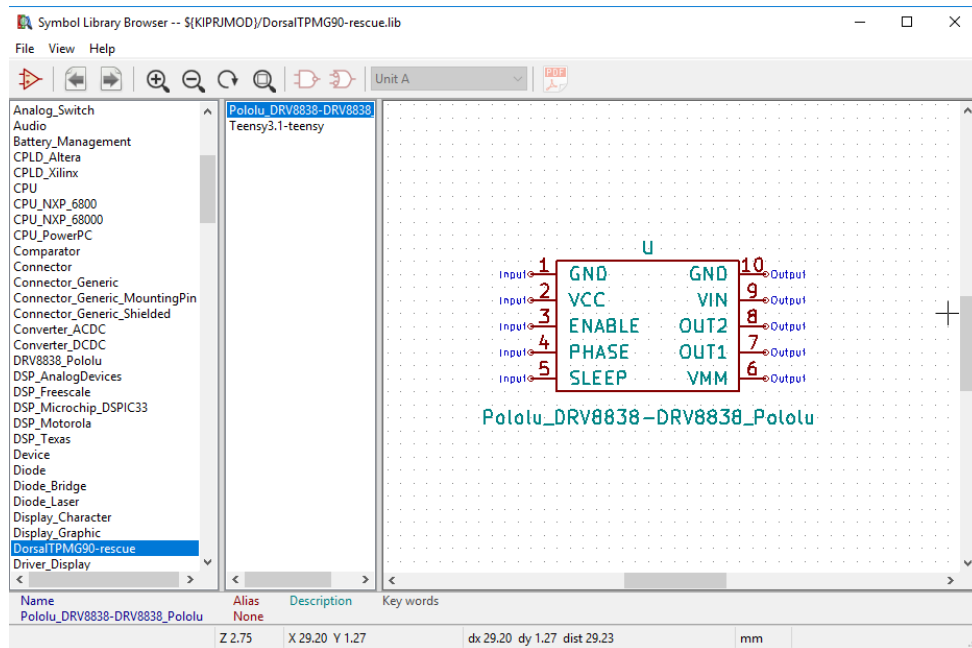 Symbol Library Browser -- ${KIPRJMOD}/DorsalTPMG90-rescue.lib
File View Help
Unit A
PDF
Analog_Switch
Audio
Battery_Management
CPLD_Altera
CPLD_Xilinx
CPU
CPU_NXP_6800
CPU_NXP_68000
CPU_PowerPC
Comparator
Connector
Connector_Generic
Connector_Generic_MountingPin
Connector_Generic_Shielded
Converter_ACDC
Converter_DCDC
DRV8838_Pololu
DSP_AnalogDevices
DSP_Freescale
DSP_Microchip_DSPIC33
DSP_Motorola
DSP_Texas
Device
Diode
Diode_Bridge
Diode_Laser
Display_Character
Display_Graphic
DorsalTPMG90-rescue
Driver_Display
Pololu_DRV8838-DRV8838_
Teensy3.1-teensy
U
Input 1 GND GND 10 Output
Input 2 VCC VIN 9 Output
Input 3 ENABLE OUT2 8 Output
Input 4 PHASE OUT1 7 Output
Input 5 SLEEP VMM 6 Output
Pololu_DRV8838-DRV8838_Pololu
Name Alias Description Key words
Pololu_DRV8838-DRV8838_Pololu None
Z 2.75 X 29.20 Y 1.27 dx 29.20 dy 1.27 dist 29.23 mm